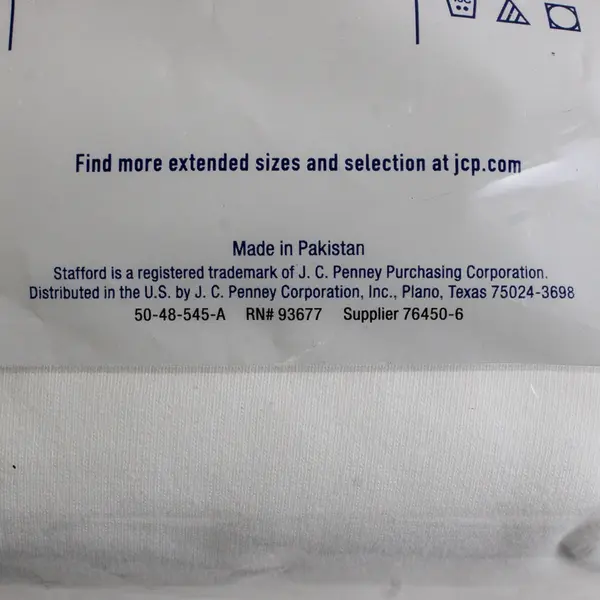 Find more extended sizes and selection at jcp.com
Made in Pakistan
Stafford is a registered trademark of J. C. Penney Purchasing Corporation.
Distributed in the U.S. by J. C. Penney Corporation, Inc., Plano, Texas 75024-3698
50-48-545-A RN# 93677 Supplier 76450-6